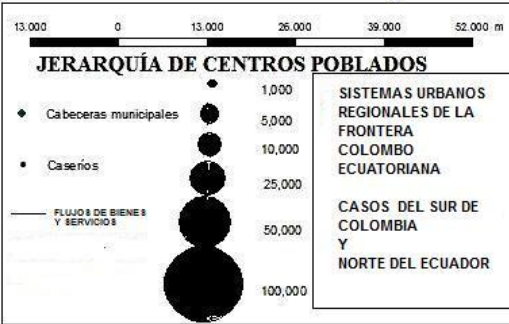 13.000 0 13.000 26.000 39.000 52.000 m
JERARQUÍA DE CENTROS POBLADOS
1,000
5,000
10,000
25,000
50,000
100,000
Cabeceras municipales
Caseríos
FLUJOS DE BIENES
Y SERVICIOS
SISTEMAS URBANOS
REGIONALES DE LA
FRONTERA
COLOMBO
ECUATORIANA
CASOS DEL SUR DE
COLOMBIA
Y
NORTE DEL ECUADOR